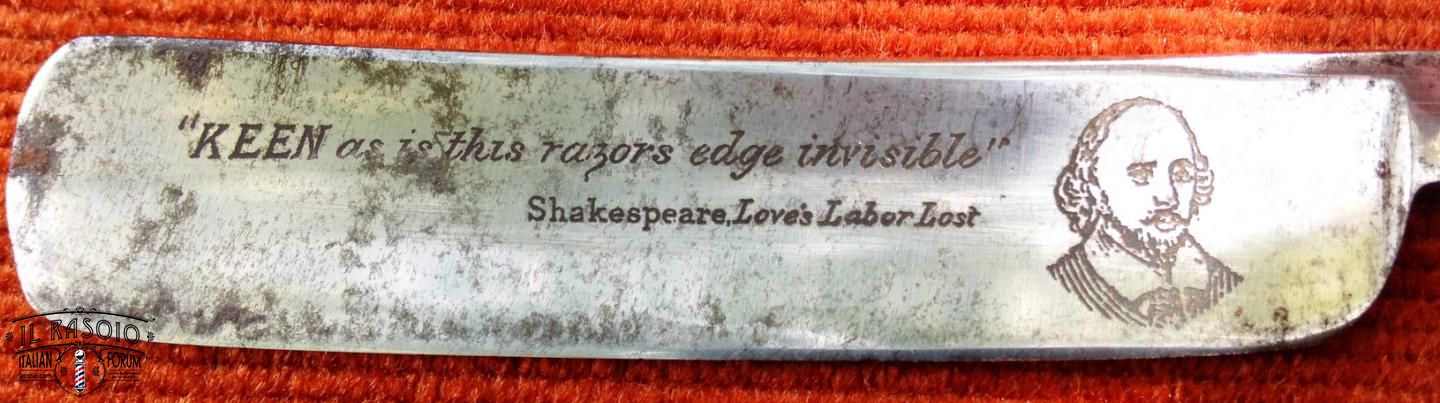 "KEEN as is this razors edge invisible"
Shakespeare, Love's Labor Lost
IL RASOIO
ITALIAN FORUM